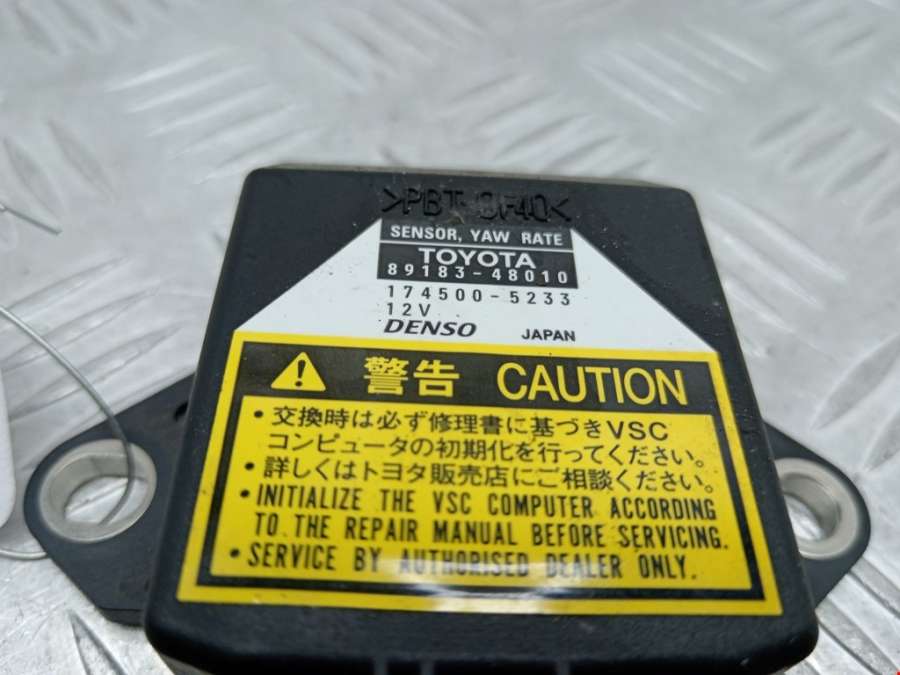 >PBT- GF40<
SENSOR, YAW RATE
TOYOTA
89183-48010
174500-5233
12V
DENSO JAPAN
警告 CAUTION
・交換時は必ず修理書に基づきVSC
コンピュータの初期化を行ってください。
・詳しくはトヨタ販売店にご相談ください。
・INITIALIZE THE VSC COMPUTER ACCORDING
TO THE REPAIR MANUAL BEFORE SERVICING.
・SERVICE BY AUTHORISED DEALER ONLY.